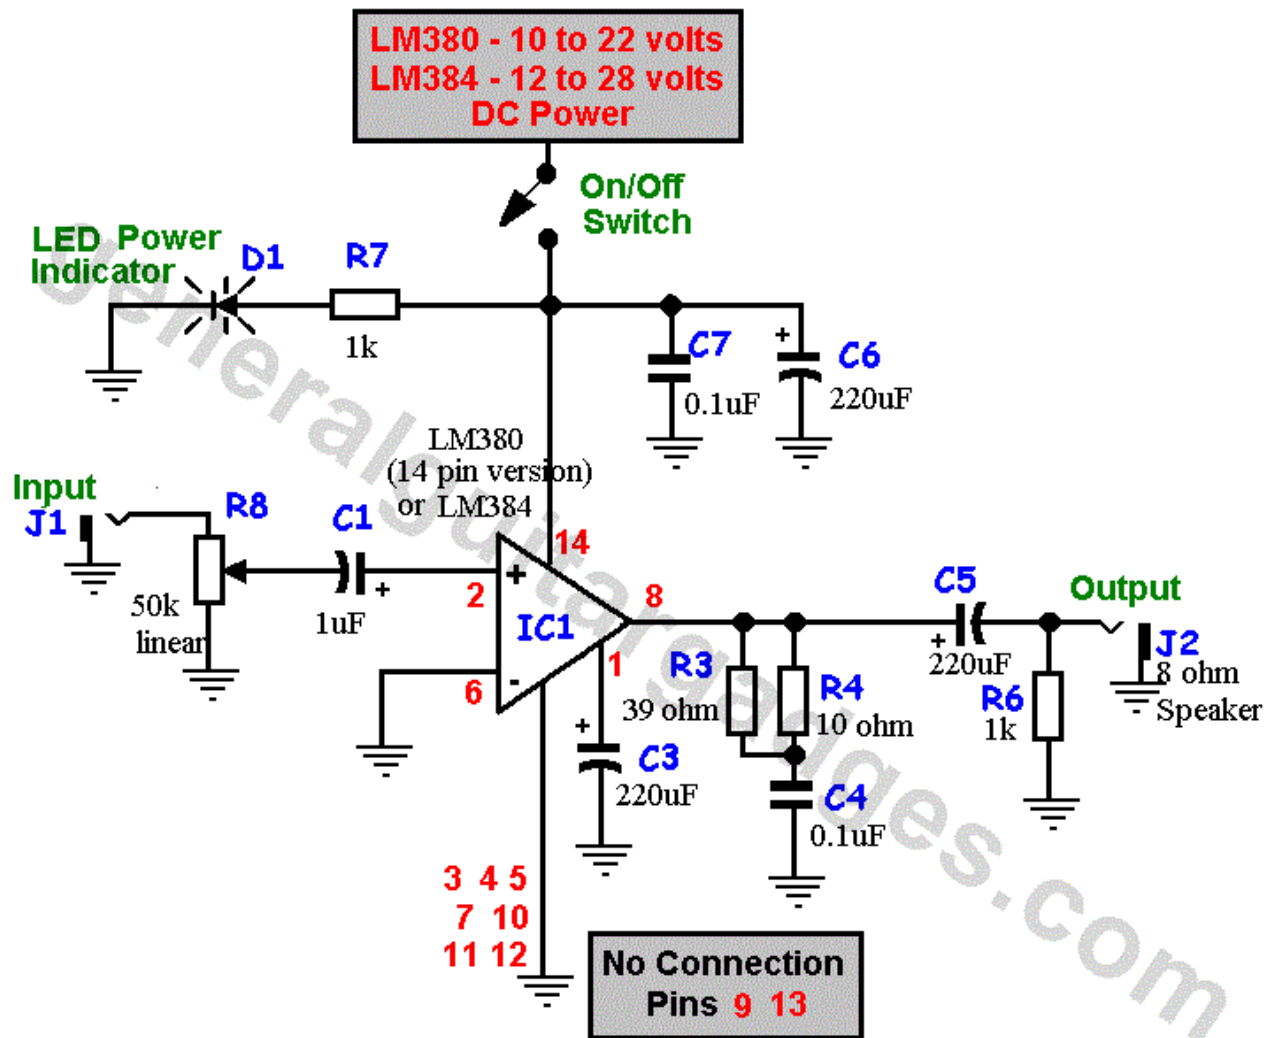 LM380 - 10 to 22 volts
LM384 - 12 to 28 volts
DC Power
On/Off
Switch
LED Power
Indicator
D1
R7
1k
C7
0.1uF
+
C6
220uF
LM380
(14 pin version)
or LM384
Input
J1
R8
50k
linear
C1
+
1uF
14
2
+
IC1
8
6
-
1
+
C3
220uF
R3
39 ohm
R4
10 ohm
C4
0.1uF
C5
+
220uF
Output
J2
8 ohm
Speaker
R6
1k
3 4 5
7 10
11 12
No Connection
Pins 9 13
generalguitargadges.com